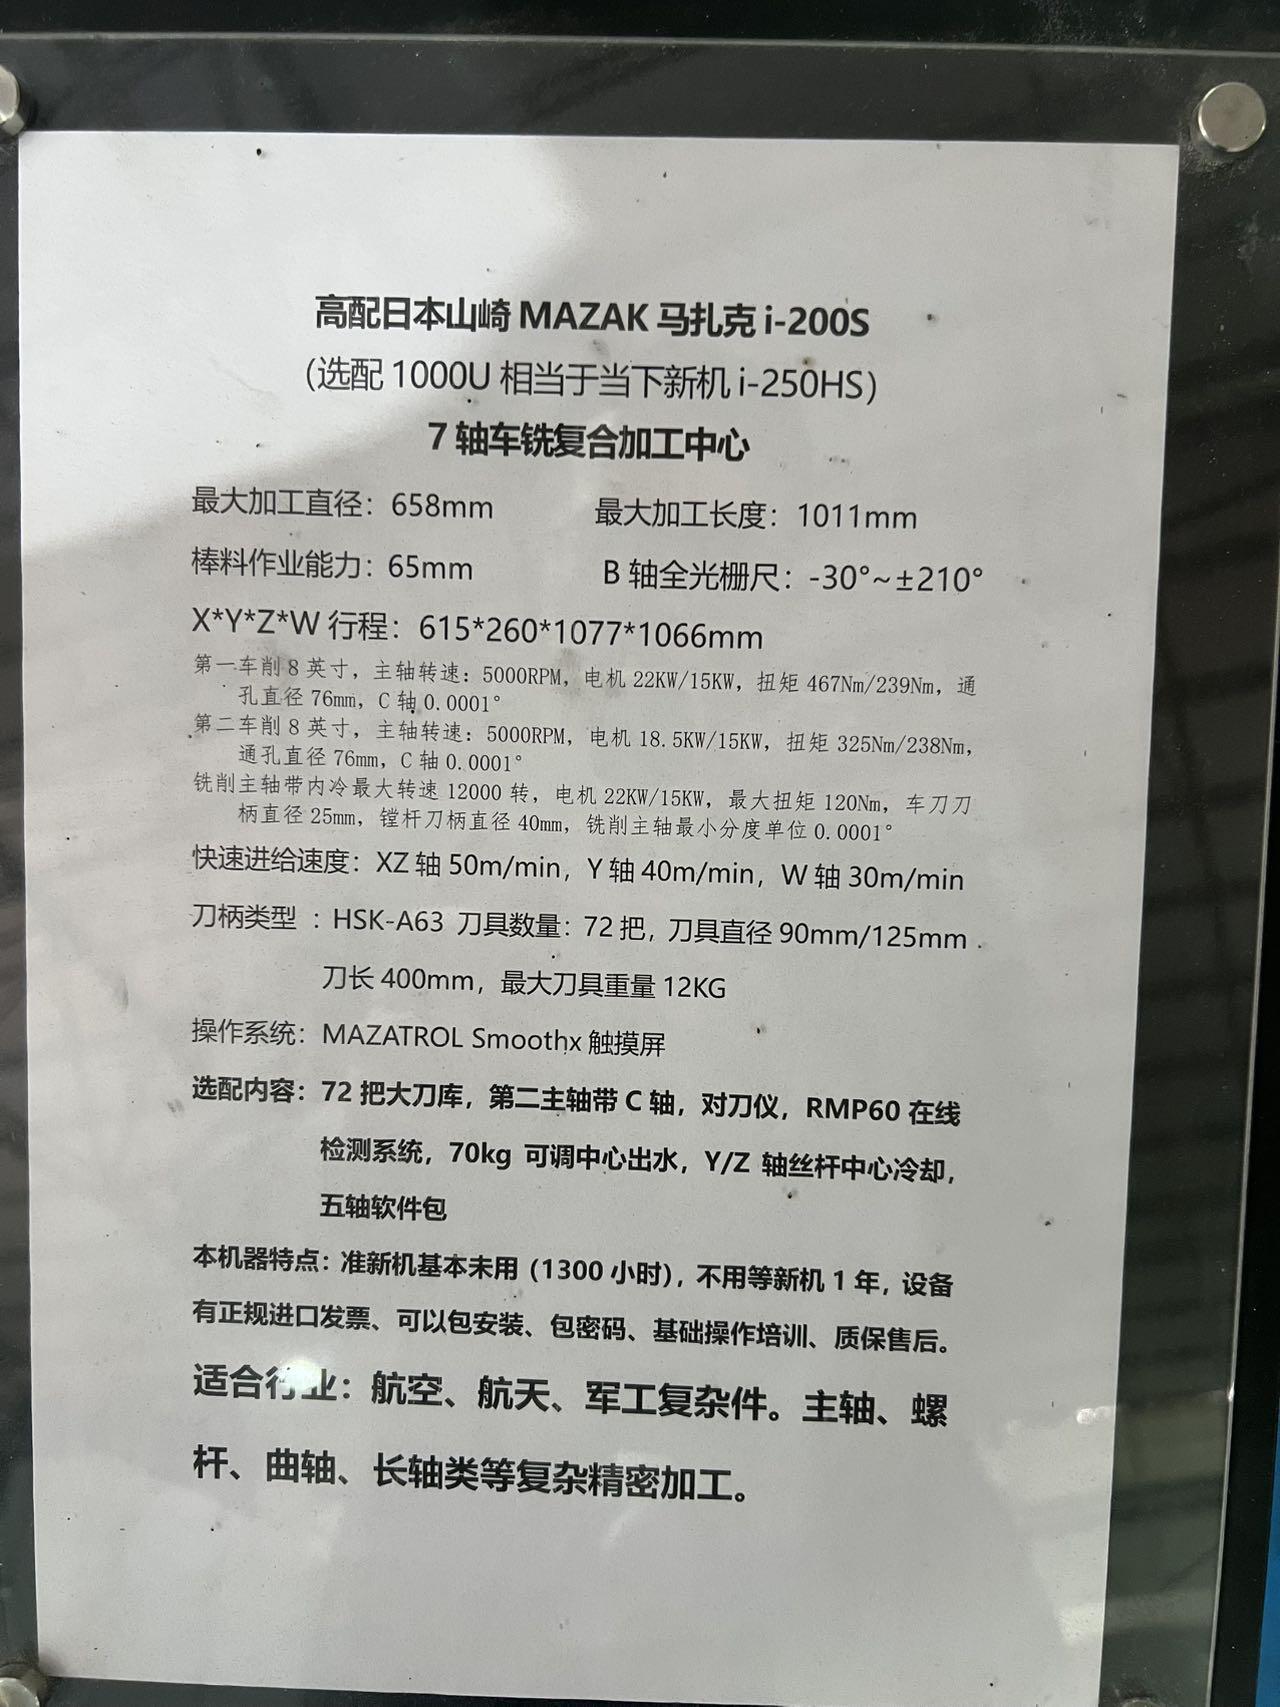 高配日本山崎 MAZAK 马扎克 i-200S
（选配 1000U 相当于当下新机 i-250HS）
7 轴车铣复合加工中心
最大加工直径：658mm 最大加工长度：1011mm
棒料作业能力：65mm B 轴全光栅尺：-30°~±210°
X*Y*Z*W 行程：615*260*1077*1066mm
第一车削 8 英寸，主轴转速：5000RPM，电机 22KW/15KW，扭矩 467Nm/239Nm，通
孔直径 76mm，C 轴 0.0001°
第二车削 8 英寸，主轴转速：5000RPM，电机 18.5KW/15KW，扭矩 325Nm/238Nm，
通孔直径 76mm，C 轴 0.0001°
铣削主轴带内冷最大转速 12000 转，电机 22KW/15KW，最大扭矩 120Nm，车刀刀
柄直径 25mm，镗杆刀柄直径 40mm，铣削主轴最小分度单位 0.0001°
快速进给速度：XZ 轴 50m/min，Y 轴 40m/min，W 轴 30m/min
刀柄类型 ：HSK-A63 刀具数量：72 把，刀具直径 90mm/125mm
刀长 400mm，最大刀具重量 12KG
操作系统：MAZATROL Smoothx 触摸屏
选配内容：72 把大刀库，第二主轴带 C 轴，对刀仪，RMP60 在线
检测系统，70kg 可调中心出水，Y/Z 轴丝杆中心冷却，
五轴软件包
本机器特点：准新机基本未用（1300 小时），不用等新机 1 年，设备
有正规进口发票、可以包安装、包密码、基础操作培训、质保售后。
适合行业：航空、航天、军工复杂件。主轴、螺
杆、曲轴、长轴类等复杂精密加工。